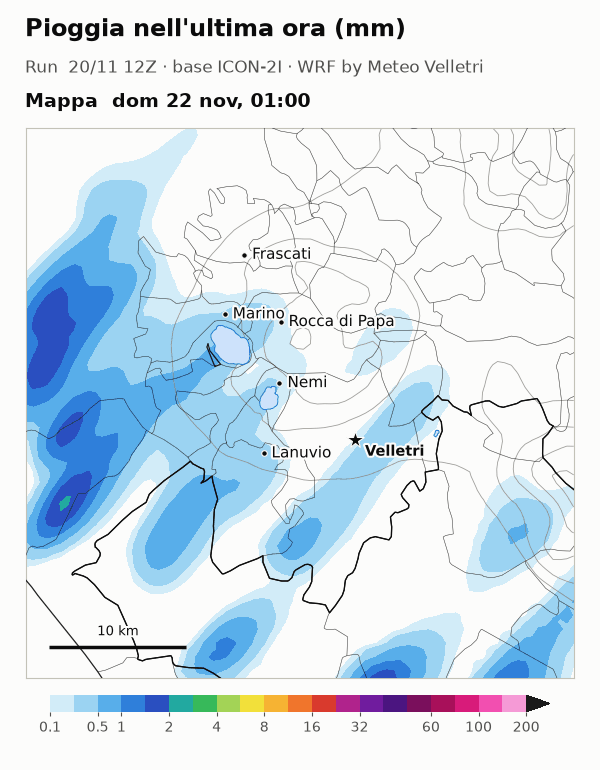 Pioggia nell'ultima ora (mm)
Run  20/11 12Z · base ICON-2I · WRF by Meteo Velletri
Mappa  dom 22 nov, 01:00
Frascati
Marino
Rocca di Papa
Nemi
Velletri
Lanuvio
10 km
0.1 0.5 1 2 4 8 16 32 60 100 200